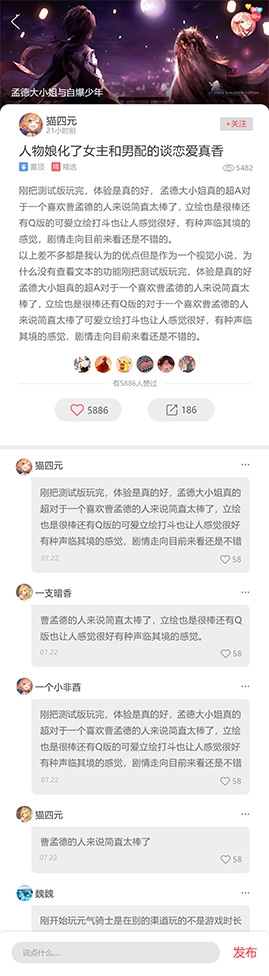 99+
孟德大小姐与自爆少年
猫四元
21小时前
+关注
人物娘化了女主和男配的谈恋爱真香
置顶 精 精选 5482
刚把测试版玩完，体验是真的好，孟德大小姐真的超A对
于一个喜欢曹孟德的人来说简直太棒了，立绘也是很棒还
有Q版的可爱立绘打斗也让人感觉很好，有种声临其境的
感觉，剧情走向目前来看还是不错的。
以上差不多都是我认为的优点但是作为一个视觉小说，为
什么没有查看文本的功能刚把测试版玩完，体验是真的好
孟德大小姐真的超A对于一个喜欢曹孟德的人来说简直太
棒了，立绘也是很棒还有Q版的对于一个喜欢曹孟德的人
来说简直太棒了可爱立绘打斗也让人感觉很好，有种声临
其境的感觉，剧情走向目前来看还是不错的。
有5886人赞过
5886 186
猫四元
刚把测试版玩完，体验是真的好，孟德大小姐真的
超对于一个喜欢曹孟德的人来说简直太棒了，立绘
也是很棒还有Q版的可爱立绘打斗也让人感觉很好
有种声临其境的感觉，剧情走向目前来看还是不错
07.22 58
一支暗香
曹孟德的人来说简直太棒了，立绘也是很棒还有Q
版也让人感觉很好有种声临其境的感觉。
07.22 58
一个小非酋
刚把测试版玩完，体验是真的好，孟德大小姐真的
超对于一个喜欢曹孟德的人来说简直太棒了，立绘
也是很棒还有Q版的可爱立绘打斗也让人感觉很好
有种声临其境的感觉，剧情走向目前来看还是不错
07.22 58
猫四元
曹孟德的人来说简直太棒了
07.22 58
魏魏
刚开始玩元气骑士是在别的渠道玩的不是游戏时长
说点什么....
发布